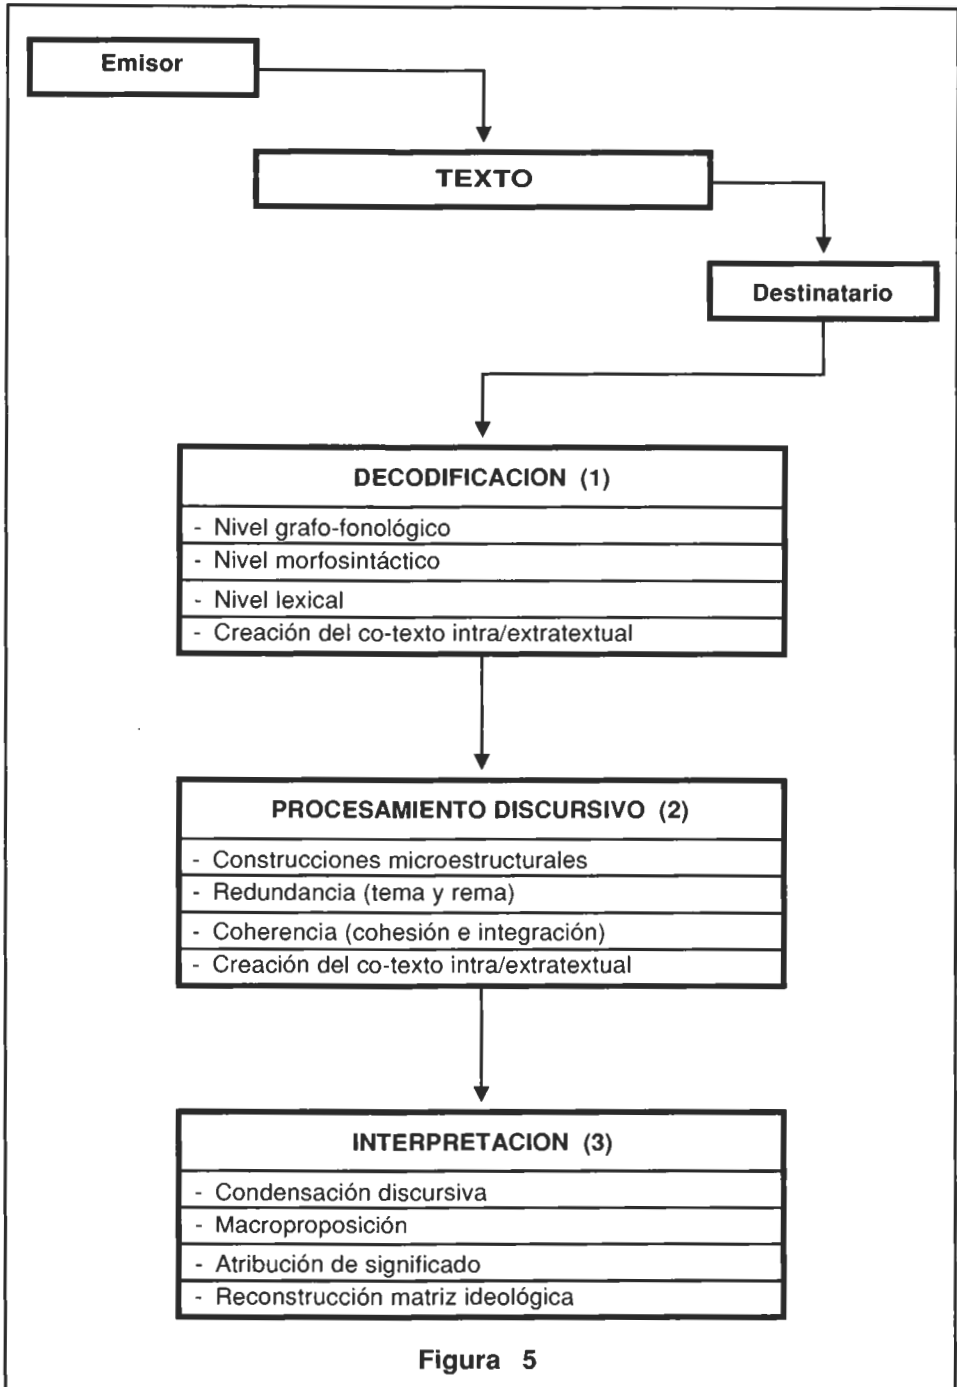 Emisor
TEXTO
Destinatario
DECODIFICACION (1)
- Nivel grafo-fonológico
- Nivel morfosintáctico
- Nivel lexical
- Creación del co-texto intra/extratextual
PROCESAMIENTO DISCURSIVO (2)
- Construcciones microestructurales
- Redundancia (tema y rema)
- Coherencia (cohesión e integración)
- Creación del co-texto intra/extratextual
INTERPRETACION (3)
- Condensación discursiva
- Macroproposición
- Atribución de significado
- Reconstrucción matriz ideológica
Figura 5